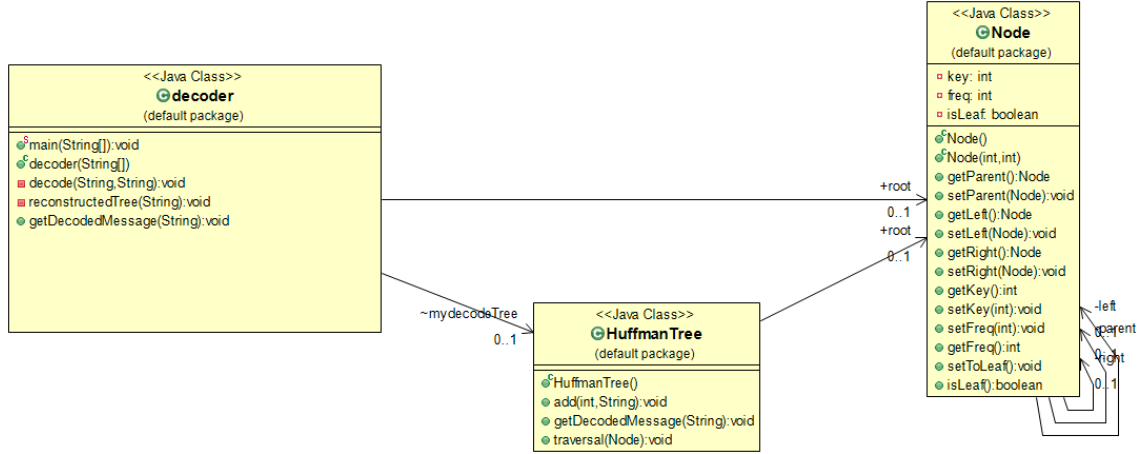 <<Java Class>>
decoder
(default package)
main(String[]):void
decoder(String[])
decode(String,String):void
reconstructedTree(String):void
getDecodedMessage(String):void
+root
0..1
+root
0..1
~mydecodeTree
0..1
<<Java Class>>
HuffmanTree
(default package)
HuffmanTree()
add(int,String):void
getDecodedMessage(String):void
traversal(Node):void
<<Java Class>>
Node
(default package)
key: int
freq: int
isLeaf: boolean
Node()
Node(int,int)
getParent():Node
setParent(Node):void
getLeft():Node
setLeft(Node):void
getRight():Node
setRight(Node):void
getKey():int
setKey(int):void
setFreq(int):void
getFreq():int
setToLeaf():void
isLeaf():boolean
-left
0..1
-parent
0..1
-right
0..1